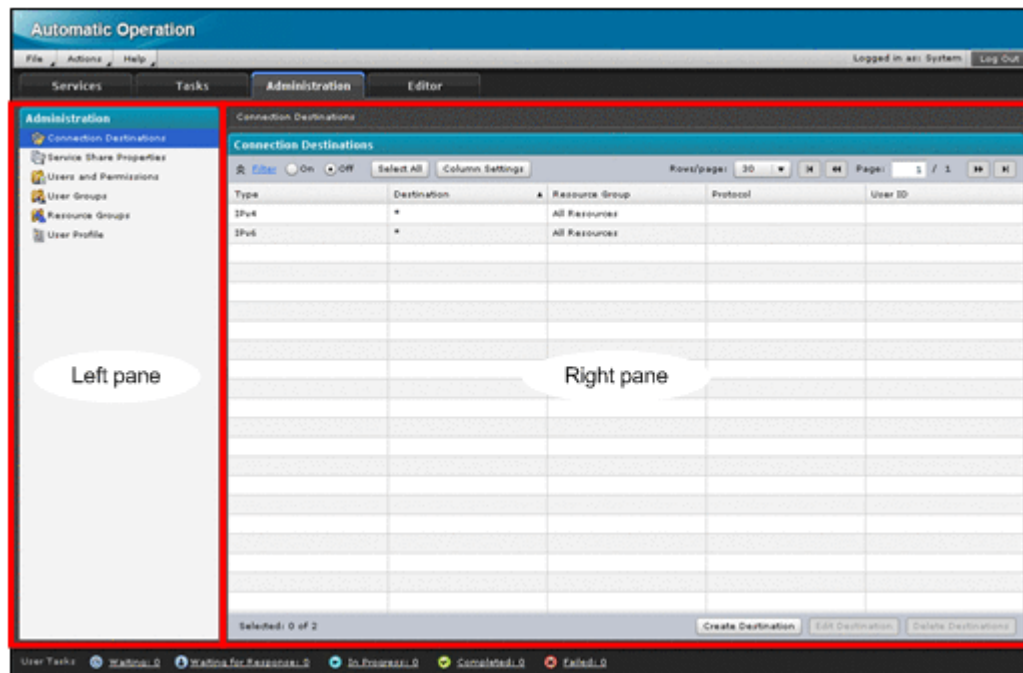 Automatic Operation
File Actions Help Logged in as: System Log Out
Services Tasks Administration Editor
Administration
Connection Destinations
Service Share Properties
Users and Permissions
User Groups
Resource Groups
User Profile
Left pane
Connection Destinations
Connection Destinations
Filter On Off Select All Column Settings Rows/page: 30 Page: 1 / 1
Type Destination Resource Group Protocol User ID
IPv4 * All Resources
IPv6 * All Resources
Right pane
Selected: 0 of 2 Create Destination Edit Destination Delete Destinations
User Tasks Waiting: 0 Waiting for Response: 0 In Progress: 0 Completed: 0 Failed: 0